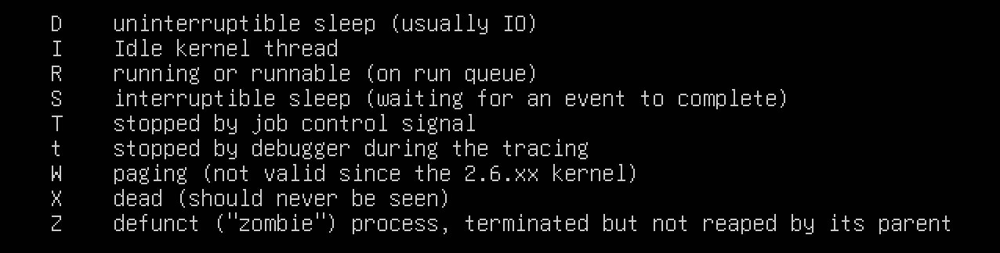 D    uninterruptible sleep (usually IO)
I    Idle kernel thread
R    running or runnable (on run queue)
S    interruptible sleep (waiting for an event to complete)
T    stopped by job control signal
t    stopped by debugger during the tracing
W    paging (not valid since the 2.6.xx kernel)
X    dead (should never be seen)
Z    defunct ("zombie") process, terminated but not reaped by its parent